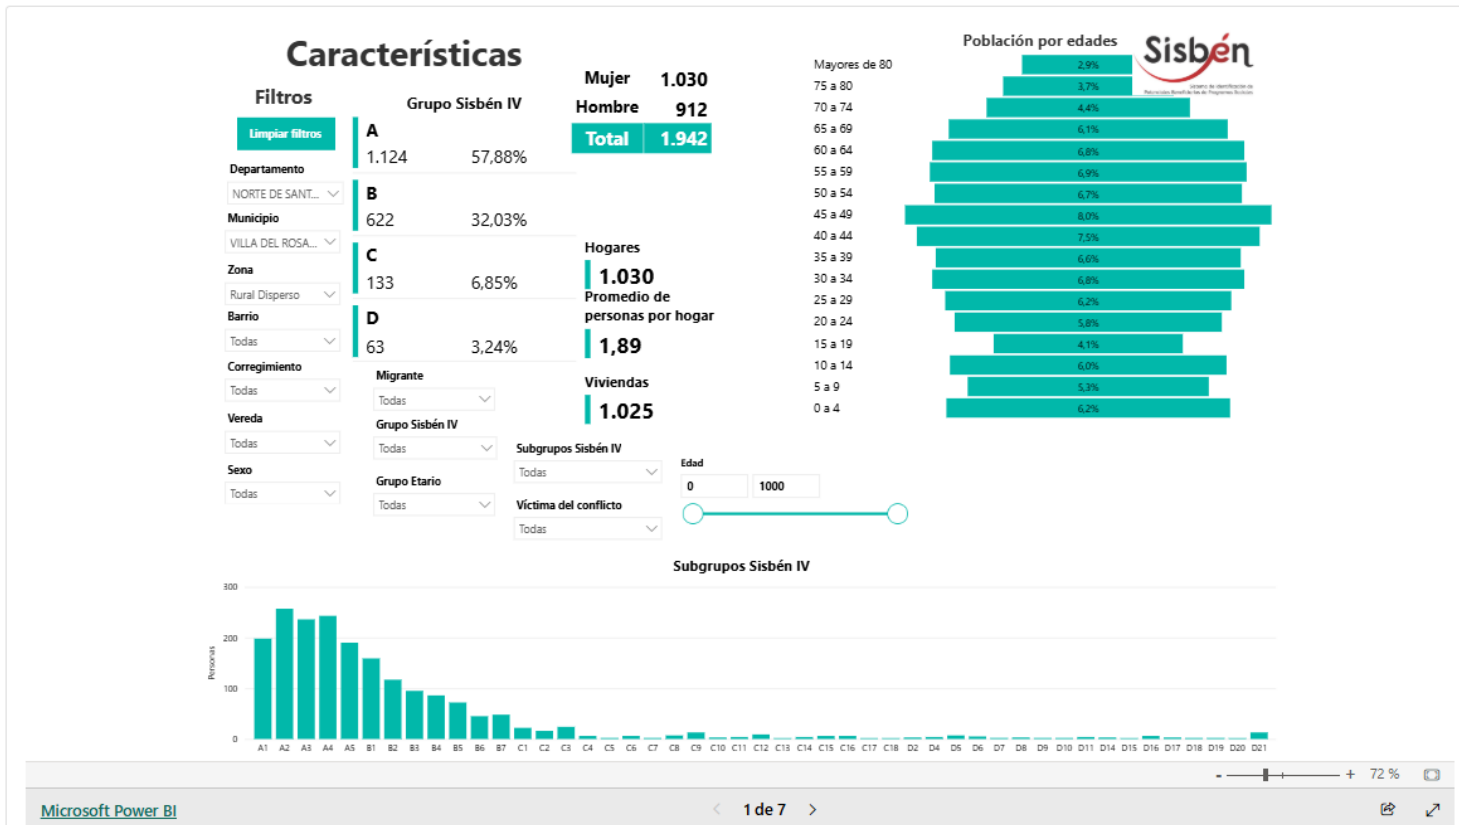 Características
Filtros
Limpiar filtros
Departamento
NORTE DE SANT...
Municipio
VILLA DEL ROSA...
Zona
Rural Disperso
Barrio
Todas
Corregimiento
Todas
Vereda
Todas
Sexo
Todas
Grupo Sisbén IV
A
1.124 57,88%
B
622 32,03%
C
133 6,85%
D
63 3,24%
Migrante
Todas
Grupo Sisbén IV
Todas
Grupo Etario
Todas
Mujer 1.030
Hombre 912
Total 1.942
Hogares
1.030
Promedio de
personas por hogar
1,89
Viviendas
1.025
Subgrupos Sisbén IV
Todas
Víctima del conflicto
Todas
Edad
0 1000
Población por edades
Sisbén
Sistema de Identificación de
Potenciales Beneficiarios de Programas Sociales
Mayores de 80 2,9%
75 a 80 3,7%
70 a 74 4,4%
65 a 69 6,1%
60 a 64 6,8%
55 a 59 6,9%
50 a 54 6,7%
45 a 49 8,0%
40 a 44 7,5%
35 a 39 6,6%
30 a 34 6,8%
25 a 29 6,2%
20 a 24 5,8%
15 a 19 4,1%
10 a 14 6,0%
5 a 9 5,3%
0 a 4 6,2%
Subgrupos Sisbén IV
Personas
300
200
100
0
A1 A2 A3 A4 A5 B1 B2 B3 B4 B5 B6 B7 C1 C2 C3 C4 C5 C6 C7 C8 C9 C10 C11 C12 C13 C14 C15 C16 C17 C18 D2 D4 D5 D6 D7 D8 D9 D10 D11 D14 D15 D16 D17 D18 D19 D20 D21
- + 72 %
Microsoft Power BI
< 1 de 7 >